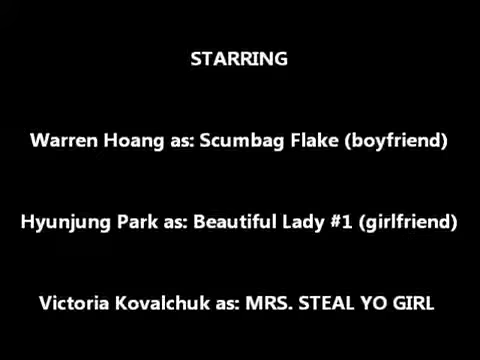 STARRING
Warren Hoang as: Scumbag Flake (boyfriend)
Hyunjung Park as: Beautiful Lady #1 (girlfriend)
Victoria Kovalchuk as: MRS. STEAL YO GIRL